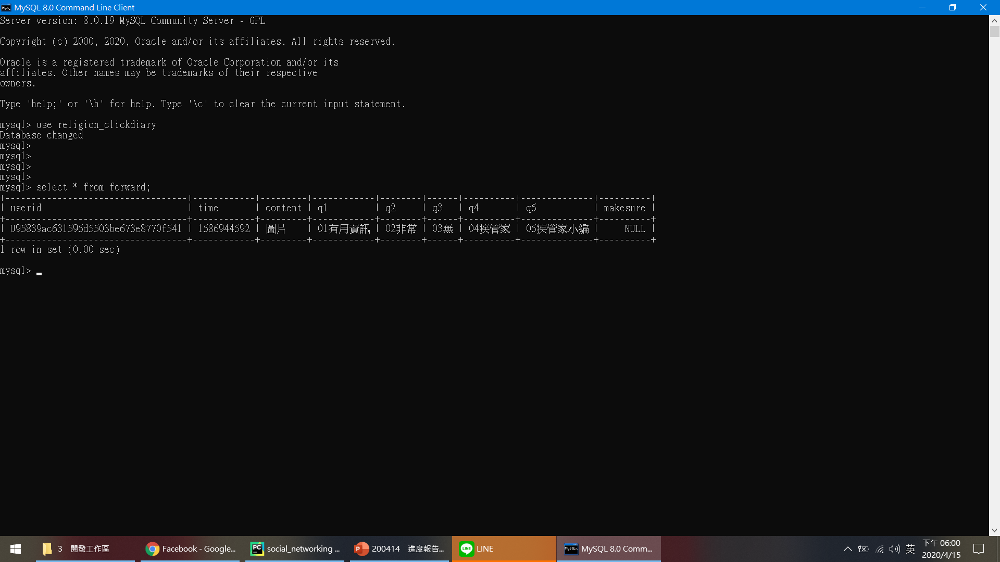 MySQL 8.0 Command Line Client
Server version: 8.0.19 MySQL Community Server - GPL
Copyright (c) 2000, 2020, Oracle and/or its affiliates. All rights reserved.
Oracle is a registered trademark of Oracle Corporation and/or its
affiliates. Other names may be trademarks of their respective
owners.
Type 'help;' or '\h' for help. Type '\c' to clear the current input statement.
mysql> use religion_clickdiary
Database changed
mysql>
mysql>
mysql>
mysql>
mysql> select * from forward;
+-----------------------------------+------------+---------+------------+--------+------+----------+--------------+----------+
| userid | time | content | q1 | q2 | q3 | q4 | q5 | makesure |
+-----------------------------------+------------+---------+------------+--------+------+----------+--------------+----------+
| U95839ac631595d5503be673e8770f541 | 1586944592 | 圖片 | 01有用資訊 | 02非常 | 03無 | 04疾管家 | 05疾管家小編 | NULL |
+-----------------------------------+------------+---------+------------+--------+------+----------+--------------+----------+
1 row in set (0.00 sec)
mysql>
3 開發工作區
Facebook - Google...
social_networking ...
200414 進度報告...
LINE
MySQL 8.0 Comm...
英
下午 06:00
2020/4/15